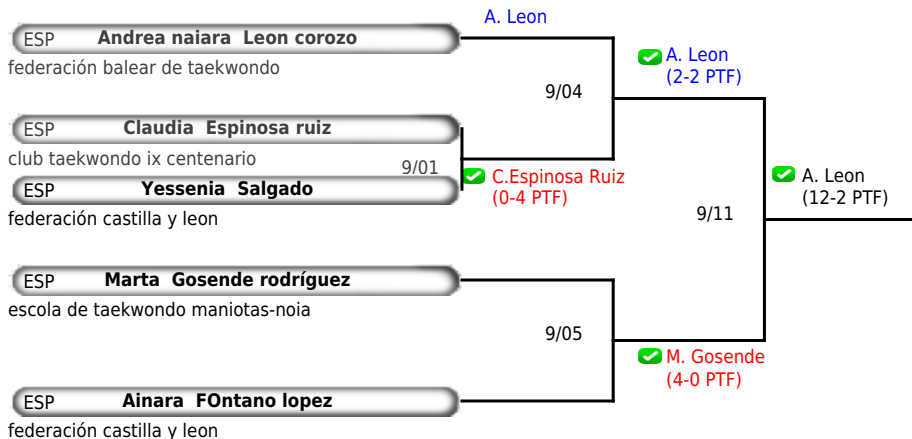 A. Leon
ESP Andrea naiara Leon corozo
federación balear de taekwondo
A. Leon
(2-2 PTF)
9/04
ESP Claudia Espinosa ruiz
club taekwondo ix centenario
9/01
C.Espinosa Ruiz
(0-4 PTF)
ESP Yessenia Salgado
federación castilla y leon
A. Leon
(12-2 PTF)
9/11
ESP Marta Gosende rodríguez
escola de taekwondo maniotas-noia
9/05
M. Gosende
(4-0 PTF)
ESP Ainara FOntano lopez
federación castilla y leon